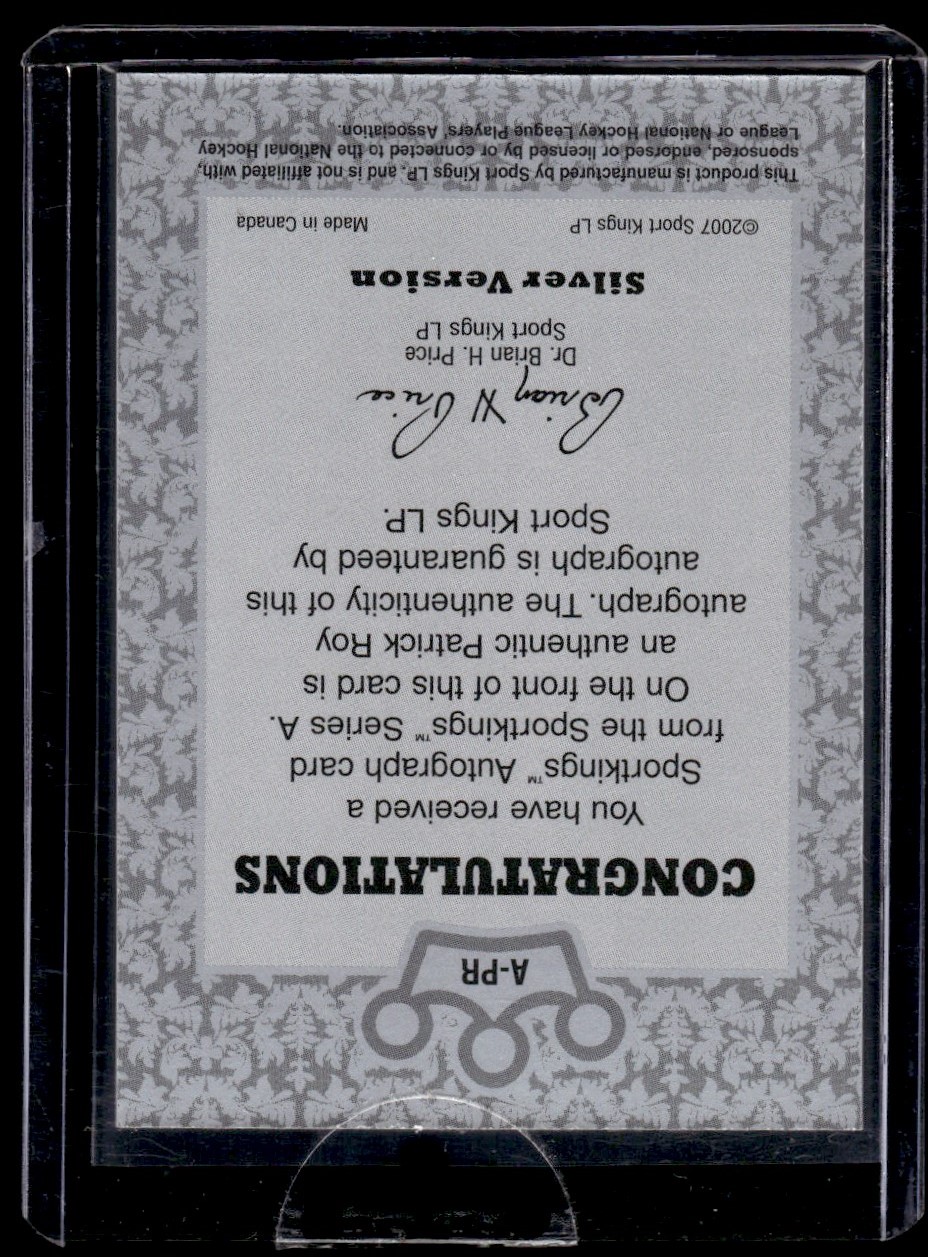 A-PR
CONGRATULATIONS
You have received a
Sportkings™ Autograph card
from the Sportkings™ Series A.
On the front of this card is
an authentic Patrick Roy
autograph. The authenticity of this
autograph is guaranteed by
Sport Kings LP.
Brian H Price
Dr. Brian H. Price
Sport Kings LP
Silver Version
©2007 Sport Kings LP Made in Canada
This product is manufactured by Sport Kings LP. and is not affiliated with,
sponsored, endorsed or licensed by or connected to the National Hockey
League or National Hockey League Players' Association.